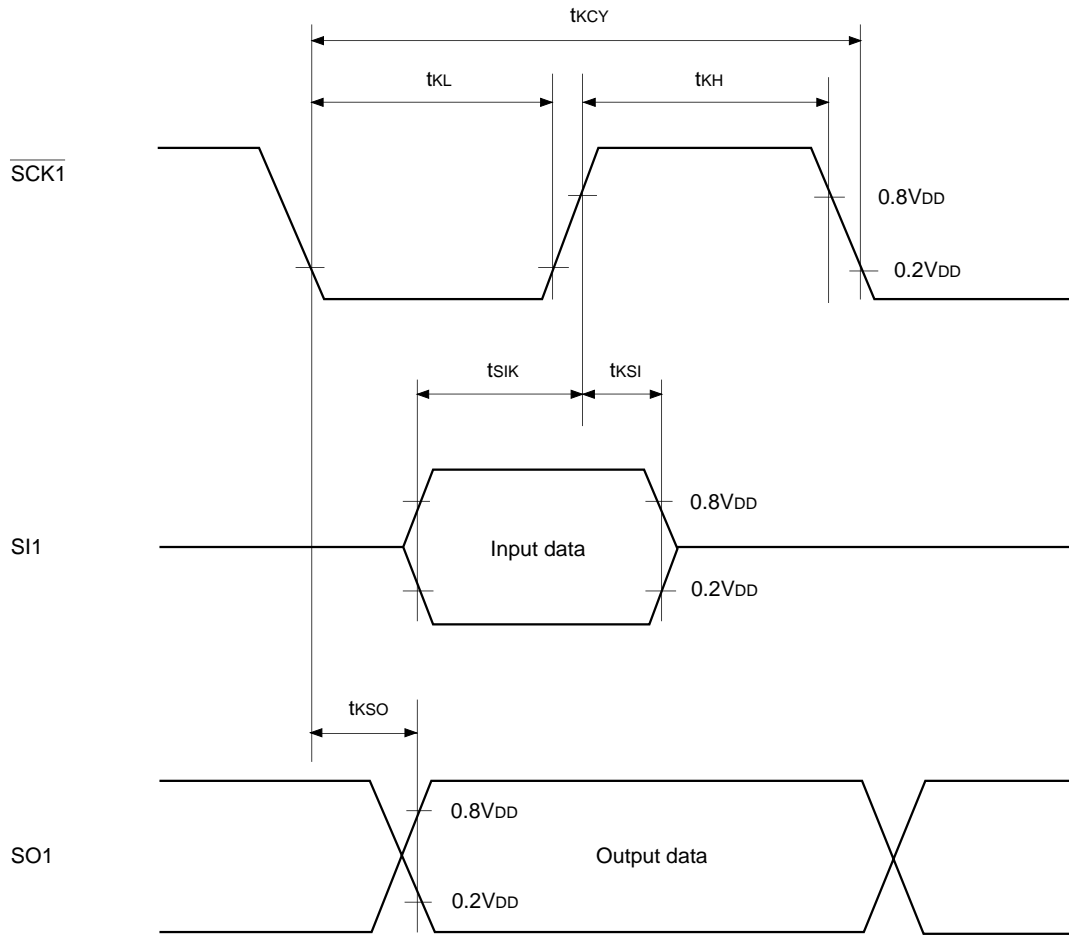 tKCY
tKL
tKH
SCK1
0.8VDD
0.2VDD
tSIK
tKSI
0.8VDD
SI1
Input data
0.2VDD
tKSO
0.8VDD
SO1
Output data
0.2VDD